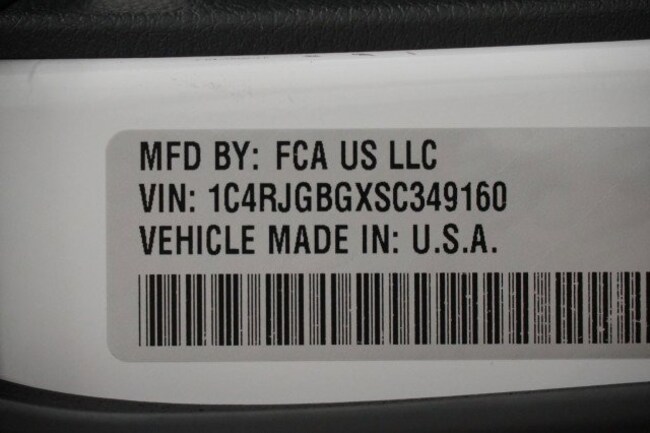 MFD BY: FCA US LLC
VIN: 1C4RJGBGXSC349160
VEHICLE MADE IN: U.S.A.